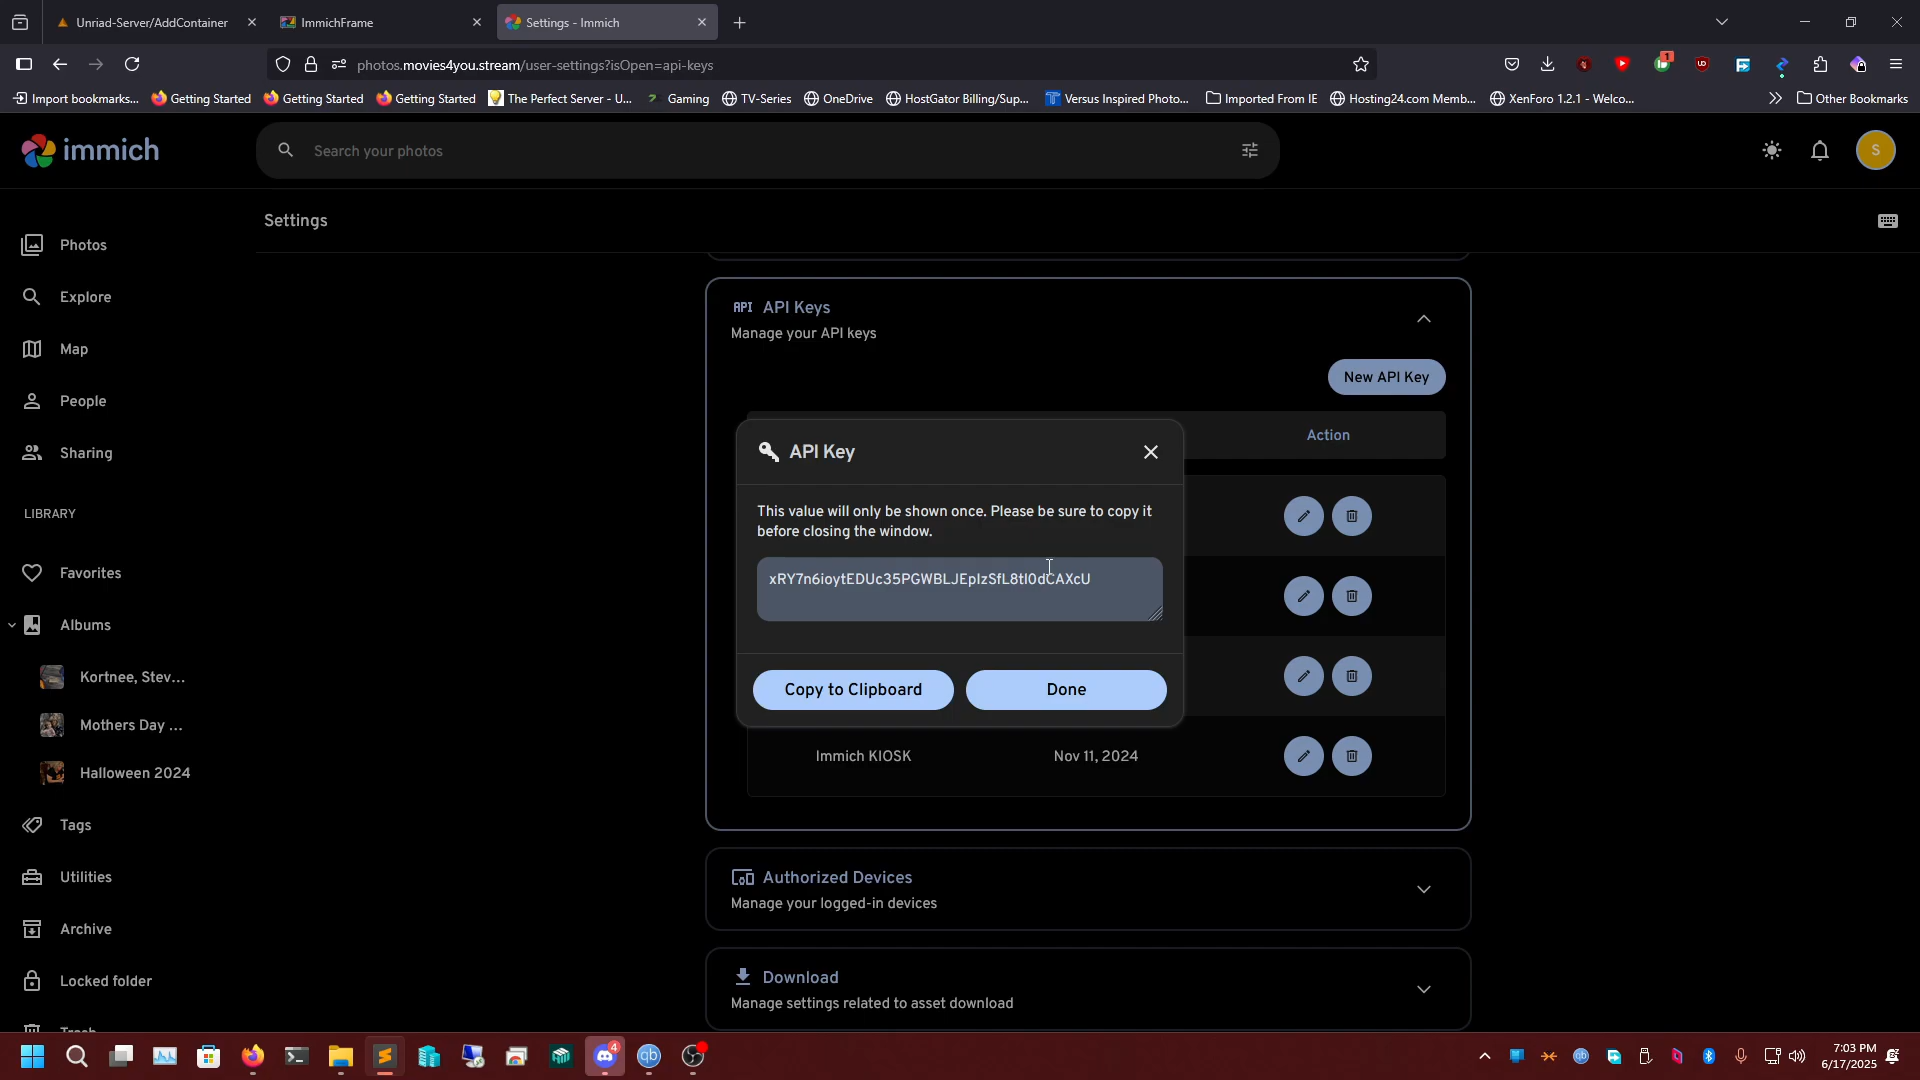 Unriad-Server/AddContainer
ImmichFrame
Settings - Immich
photos.movies4you.stream/user-settings?isOpen=api-keys
1
Import bookmarks...
Getting Started
Getting Started
Getting Started
The Perfect Server - U...
Gaming
TV-Series
OneDrive
HostGator Billing/Sup...
Versus Inspired Photo...
Imported From IE
Hosting24.com Memb...
XenForo 1.2.1 - Welco...
Other Bookmarks
immich
Search your photos
S
Settings
Photos
Explore
Map
People
Sharing
LIBRARY
Favorites
Albums
Kortnee, Stev...
Mothers Day ...
Halloween 2024
Tags
Utilities
Archive
Locked folder
Trash
API API Keys
Manage your API keys
New API Key
Action
API Key
This value will only be shown once. Please be sure to copy it
before closing the window.
Copy to Clipboard
Done
Immich KIOSK
Nov 11, 2024
Authorized Devices
Manage your logged-in devices
Download
Manage settings related to asset download
4
qb
7:03 PM
6/17/2025